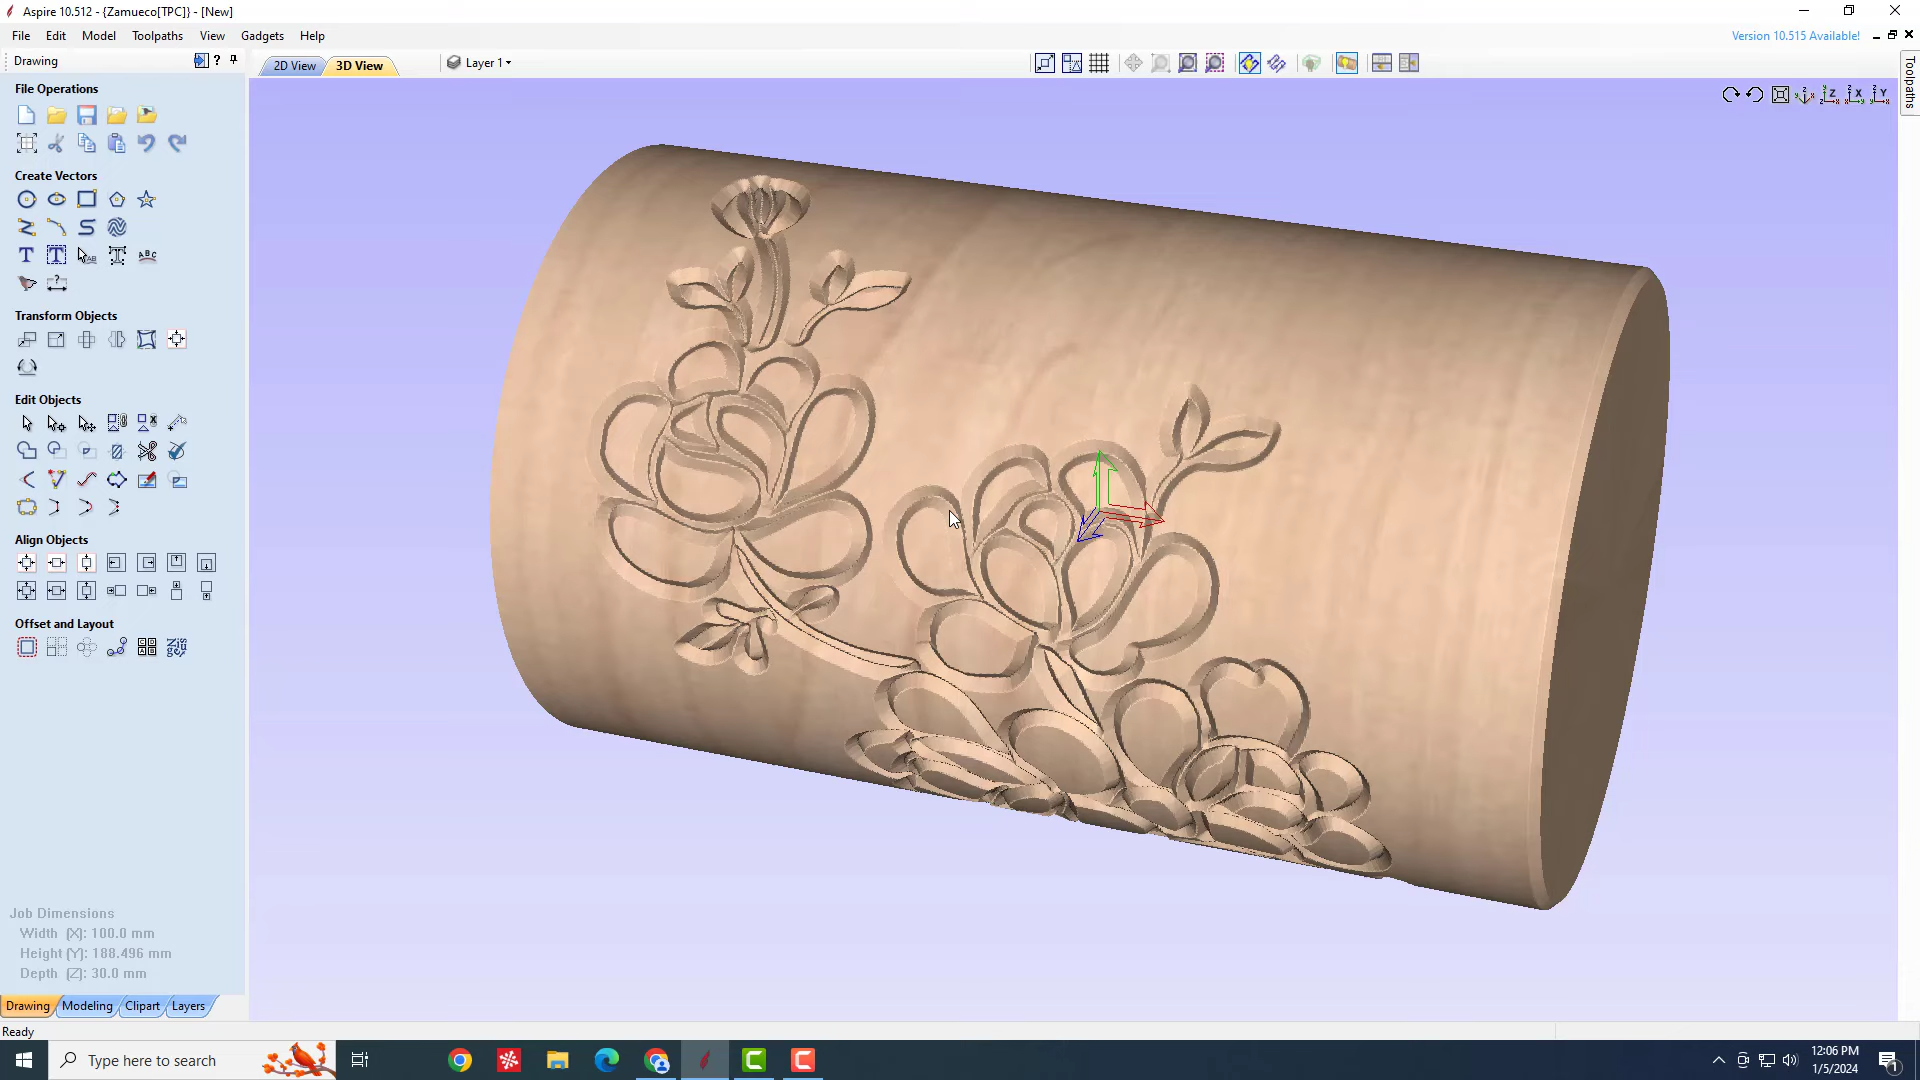 Aspire 10.512 - {Zamueco[TPC]} - [New]
File Edit Model Toolpaths View Gadgets Help
Version 10.515 Available!
Drawing
2D View
3D View
Layer 1
Toolpaths
File Operations
Create Vectors
Transform Objects
Edit Objects
Align Objects
Offset and Layout
Job Dimensions
Width (X): 100.0 mm
Height (Y): 188.496 mm
Depth (Z): 30.0 mm
Drawing Modeling Clipart Layers
Ready
Type here to search
12:06 PM
1/5/2024